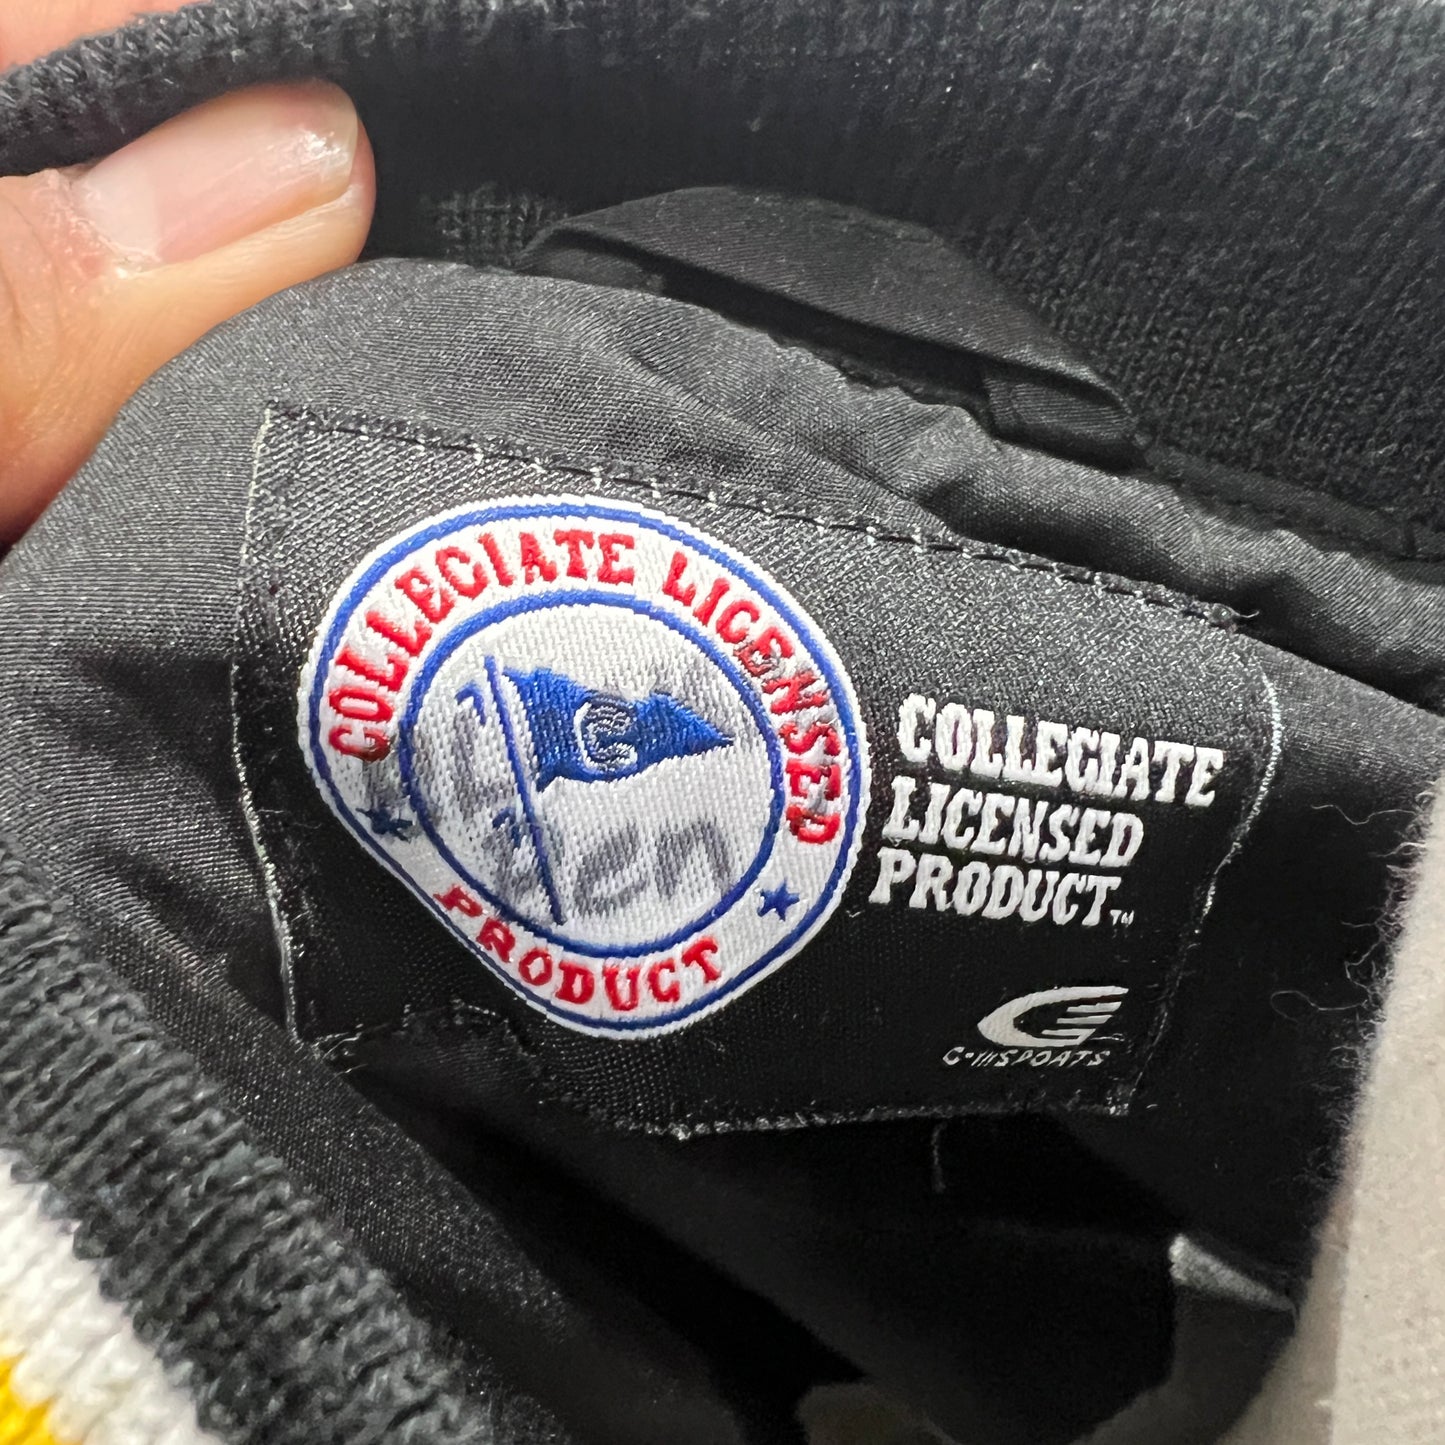 COLLEGIATE LICENSED
PRODUCT
C
COLLEGIATE
LICENSED
PRODUCT™
G-III SPORTS